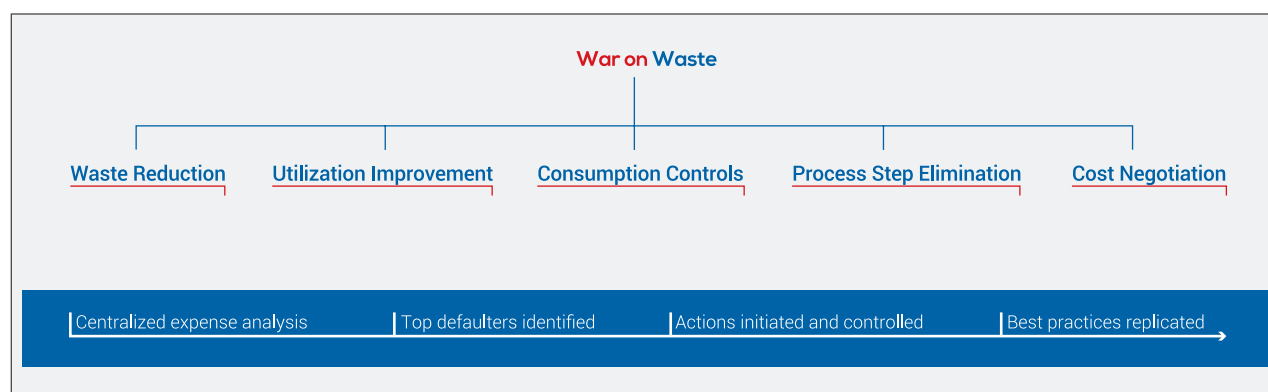 War on Waste
Waste Reduction
Utilization Improvement
Consumption Controls
Process Step Elimination
Cost Negotiation
Centralized expense analysis
Top defaulters identified
Actions initiated and controlled
Best practices replicated